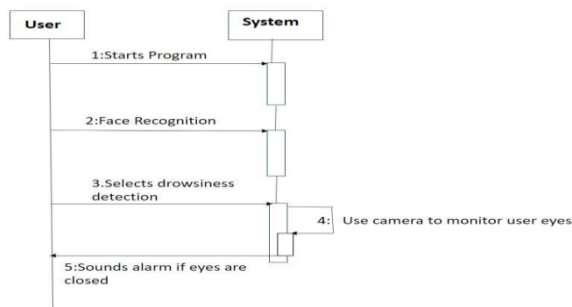 User
System
1:Starts Program
2:Face Recognition
3.Selects drowsiness
detection
4: Use camera to monitor user eyes
5:Sounds alarm if eyes are
closed